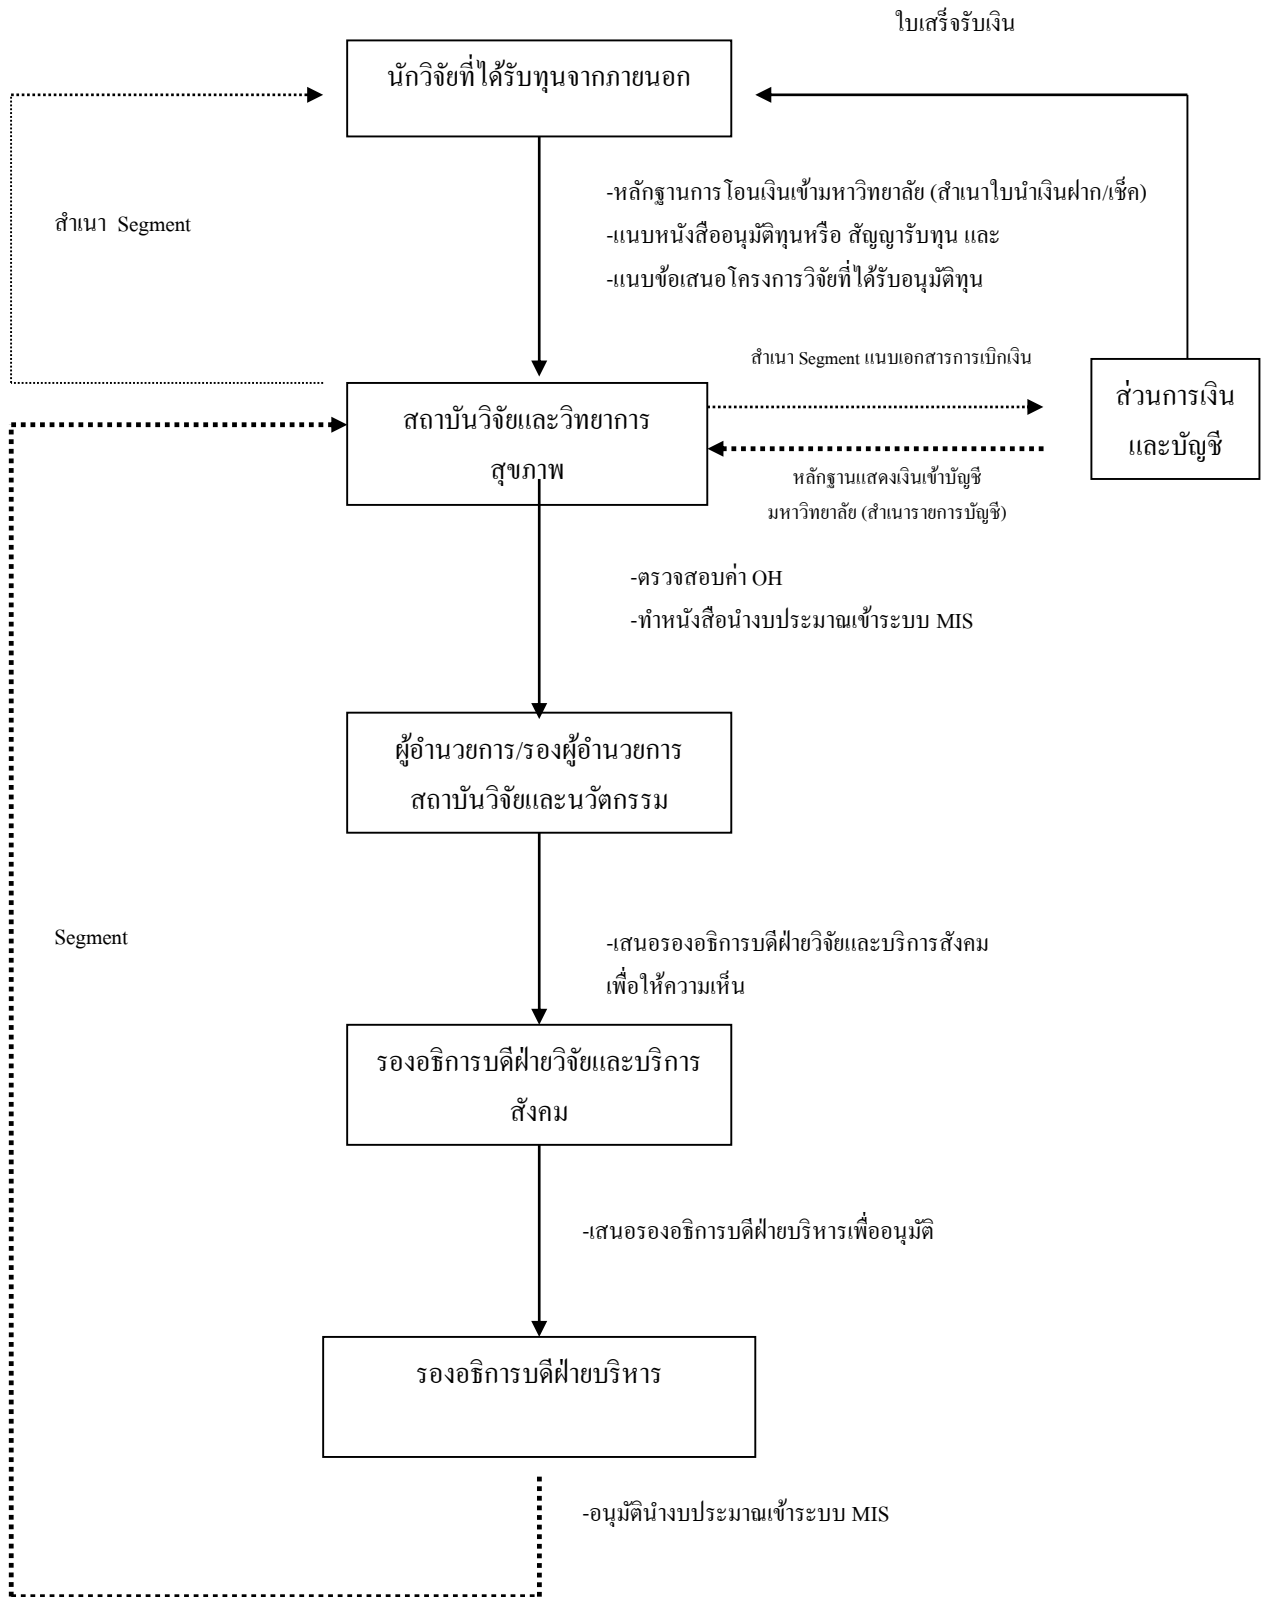 ใบเสร็จรับเงิน
นักวิจัยที่ได้รับทุนจากภายนอก
-หลักฐานการโอนเงินเข้ามหาวิทยาลัย (สำเนาใบนำเงินฝาก/เช็ค)
สำเนา Segment
-แนบหนังสืออนุมัติทุนหรือ สัญญารับทุน และ
-แนบข้อเสนอโครงการวิจัยที่ได้รับอนุมัติทุน
สำเนา Segment แนบเอกสารการเบิกเงิน
ส่วนการเงิน
และบัญชี
สถาบันวิจัยและวิทยาการ
สุขภาพ
หลักฐานแสดงเงินเข้าบัญชี
มหาวิทยาลัย (สำเนารายการบัญชี)
-ตรวจสอบค่า OH
-ทำหนังสือนำงบประมาณเข้าระบบ MIS
ผู้อำนวยการ/รองผู้อำนวยการ
สถาบันวิจัยและนวัตกรรม
Segment
-เสนอรองอธิการบดีฝ่ายวิจัยและบริการสังคม
เพื่อให้ความเห็น
รองอธิการบดีฝ่ายวิจัยและบริการ
สังคม
-เสนอรองอธิการบดีฝ่ายบริหารเพื่ออนุมัติ
รองอธิการบดีฝ่ายบริหาร
-อนุมัตินำงบประมาณเข้าระบบ MIS